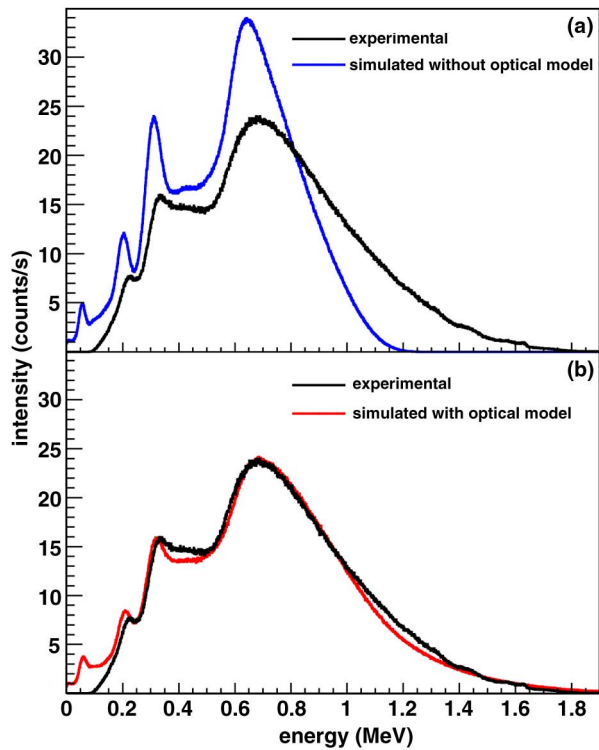 (a)
experimental
simulated without optical model
30
25
20
15
10
5
(b)
experimental
simulated with optical model
30
25
20
15
10
5
0 0.2 0.4 0.6 0.8 1 1.2 1.4 1.6 1.8
energy (MeV)
intensity (counts/s)